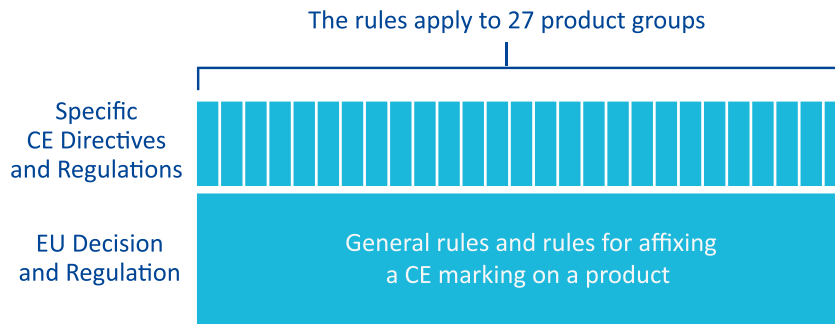 The rules apply to 27 product groups
Specific
CE Directives
and Regulations
EU Decision
and Regulation
General rules and rules for affixing
a CE marking on a product